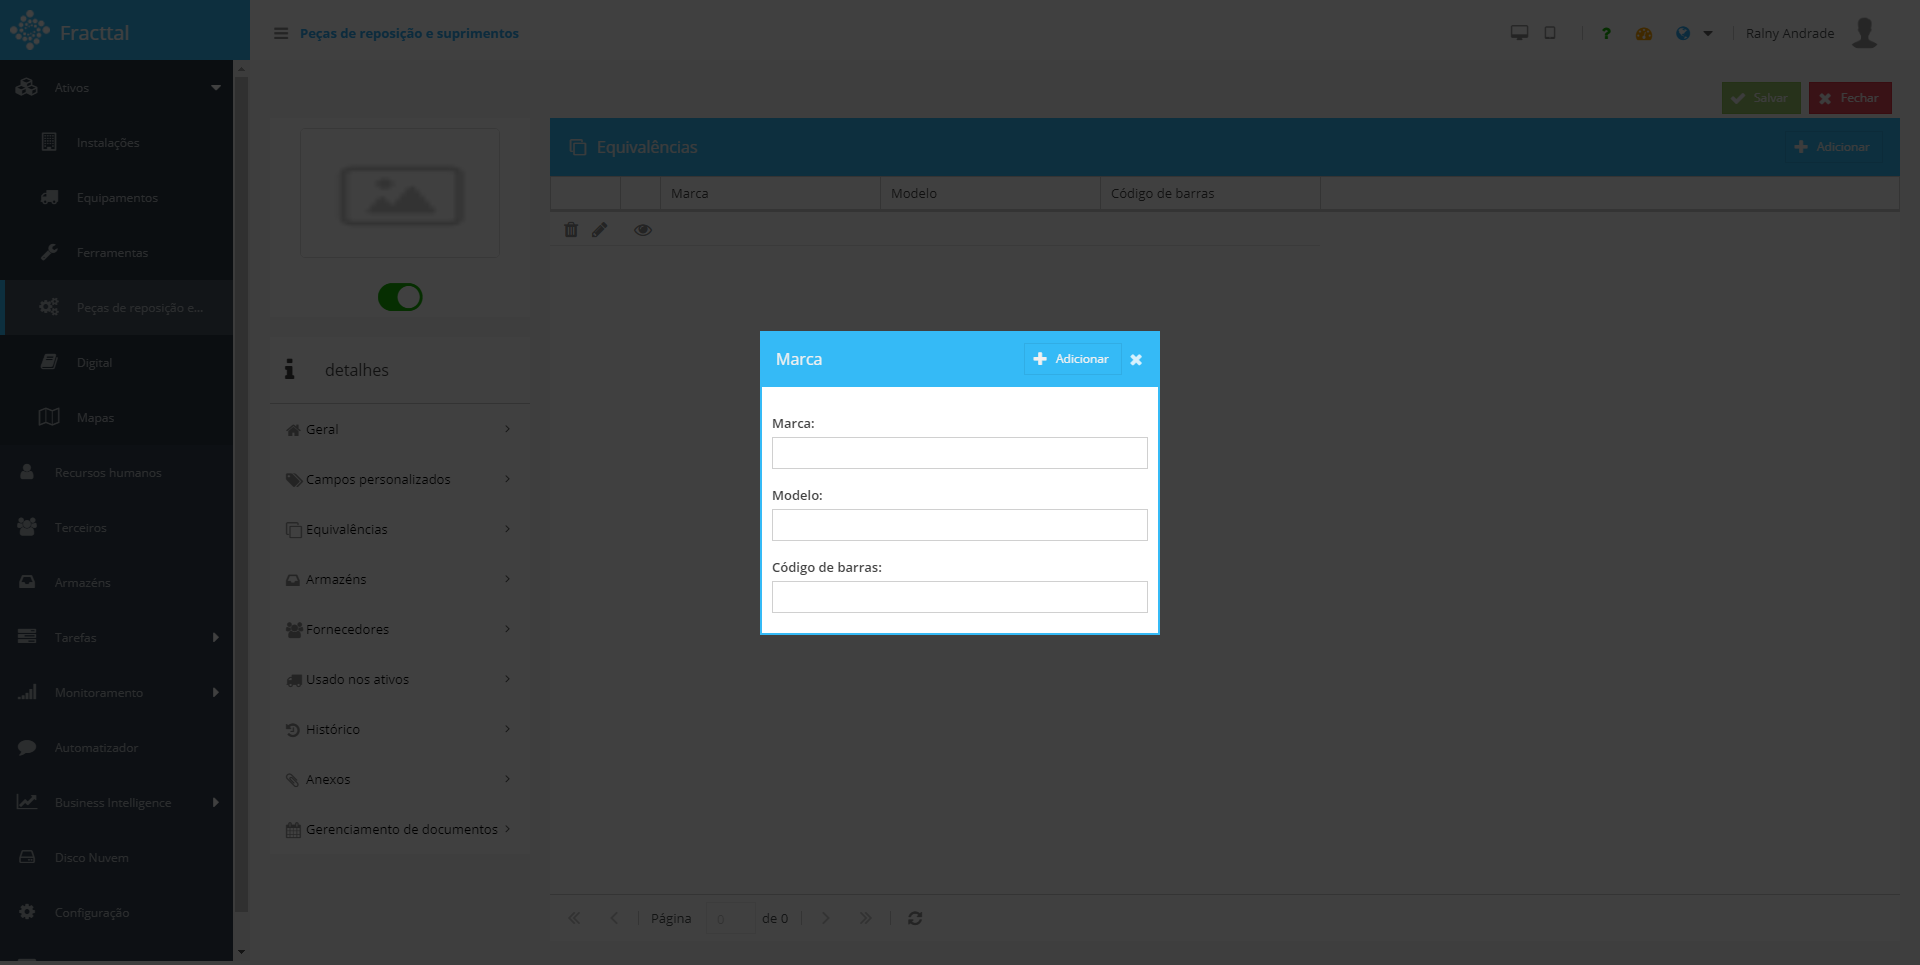 Fracttal
Peças de reposição e suprimentos
?
Rainy Andrade
Ativos
Instalações
Equipamentos
Ferramentas
Peças de reposição e...
Digital
Mapas
Recursos humanos
Terceiros
Armazéns
Tarefas
Monitoramento
Automatizador
Business Intelligence
Disco Nuvem
Configuração
Salvar
Fechar
detalhes
Geral
Campos personalizados
Equivalências
Armazéns
Fornecedores
Usado nos ativos
Histórico
Anexos
Gerenciamento de documentos
Equivalências
Adicionar
Marca Modelo Código de barras
Marca
Adicionar
Marca:
Modelo:
Código de barras:
Página 0 de 0